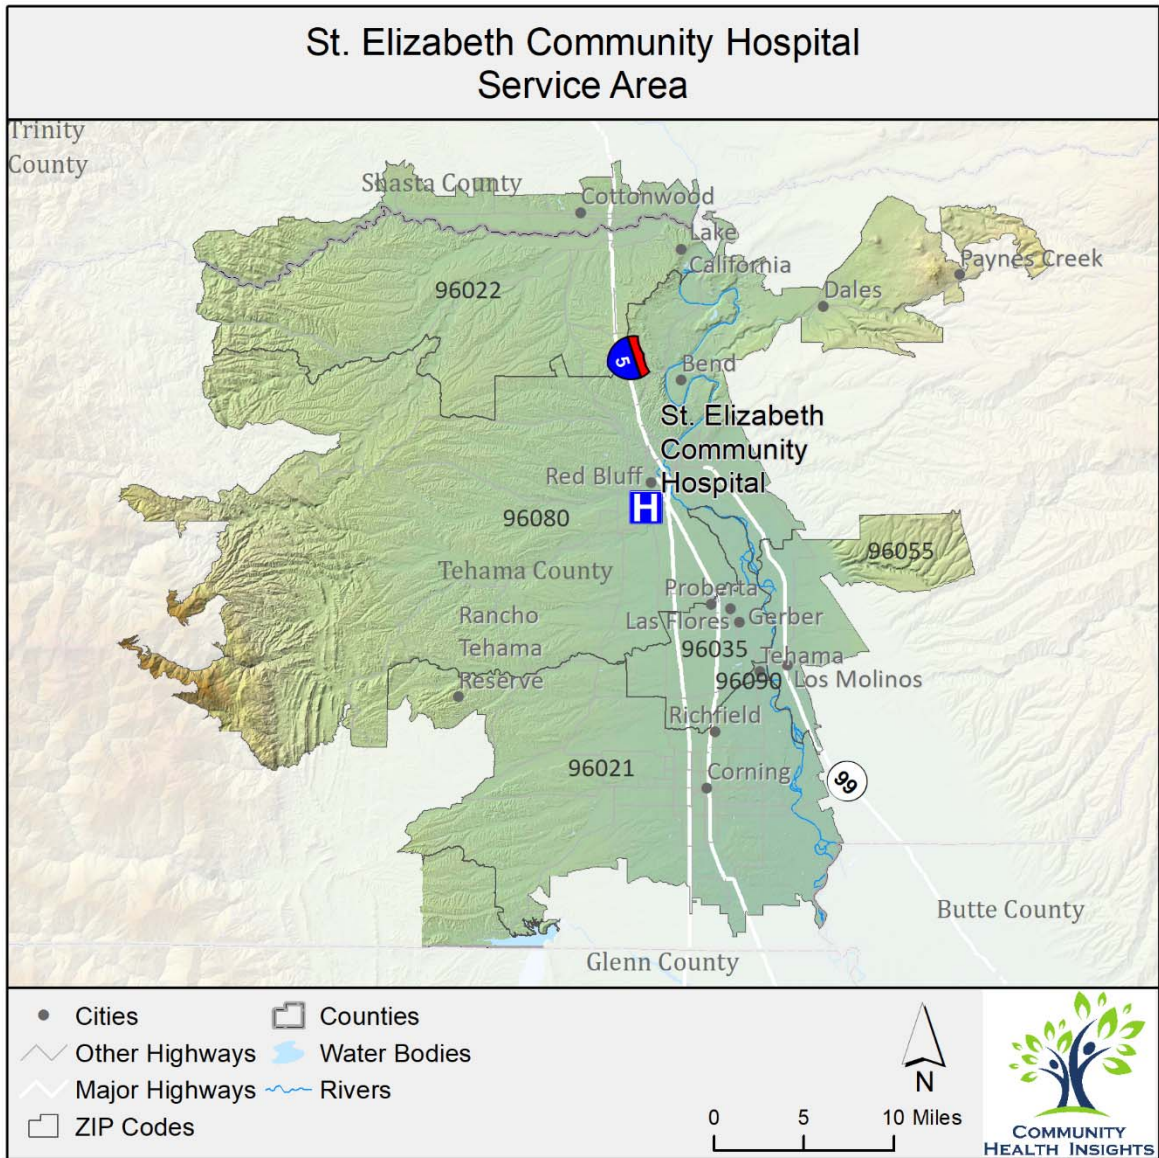 St. Elizabeth Community Hospital
Service Area
Trinity
County
Shasta County
Cottonwood
Lake
California
Paynes Creek
Dales
96022
5
Bend
St. Elizabeth
Community
Hospital
Red Bluff
H
96080
96055
Tehama County
Proberta
Rancho
Tehama
Reserve
Las Flores
Gerber
96035
Tehama
96090
Los Molinos
Richfield
96021
Corning
99
Butte County
Glenn County
Cities
Counties
Other Highways
Water Bodies
Major Highways
Rivers
ZIP Codes
N
0 5 10 Miles
COMMUNITY
HEALTH INSIGHTS